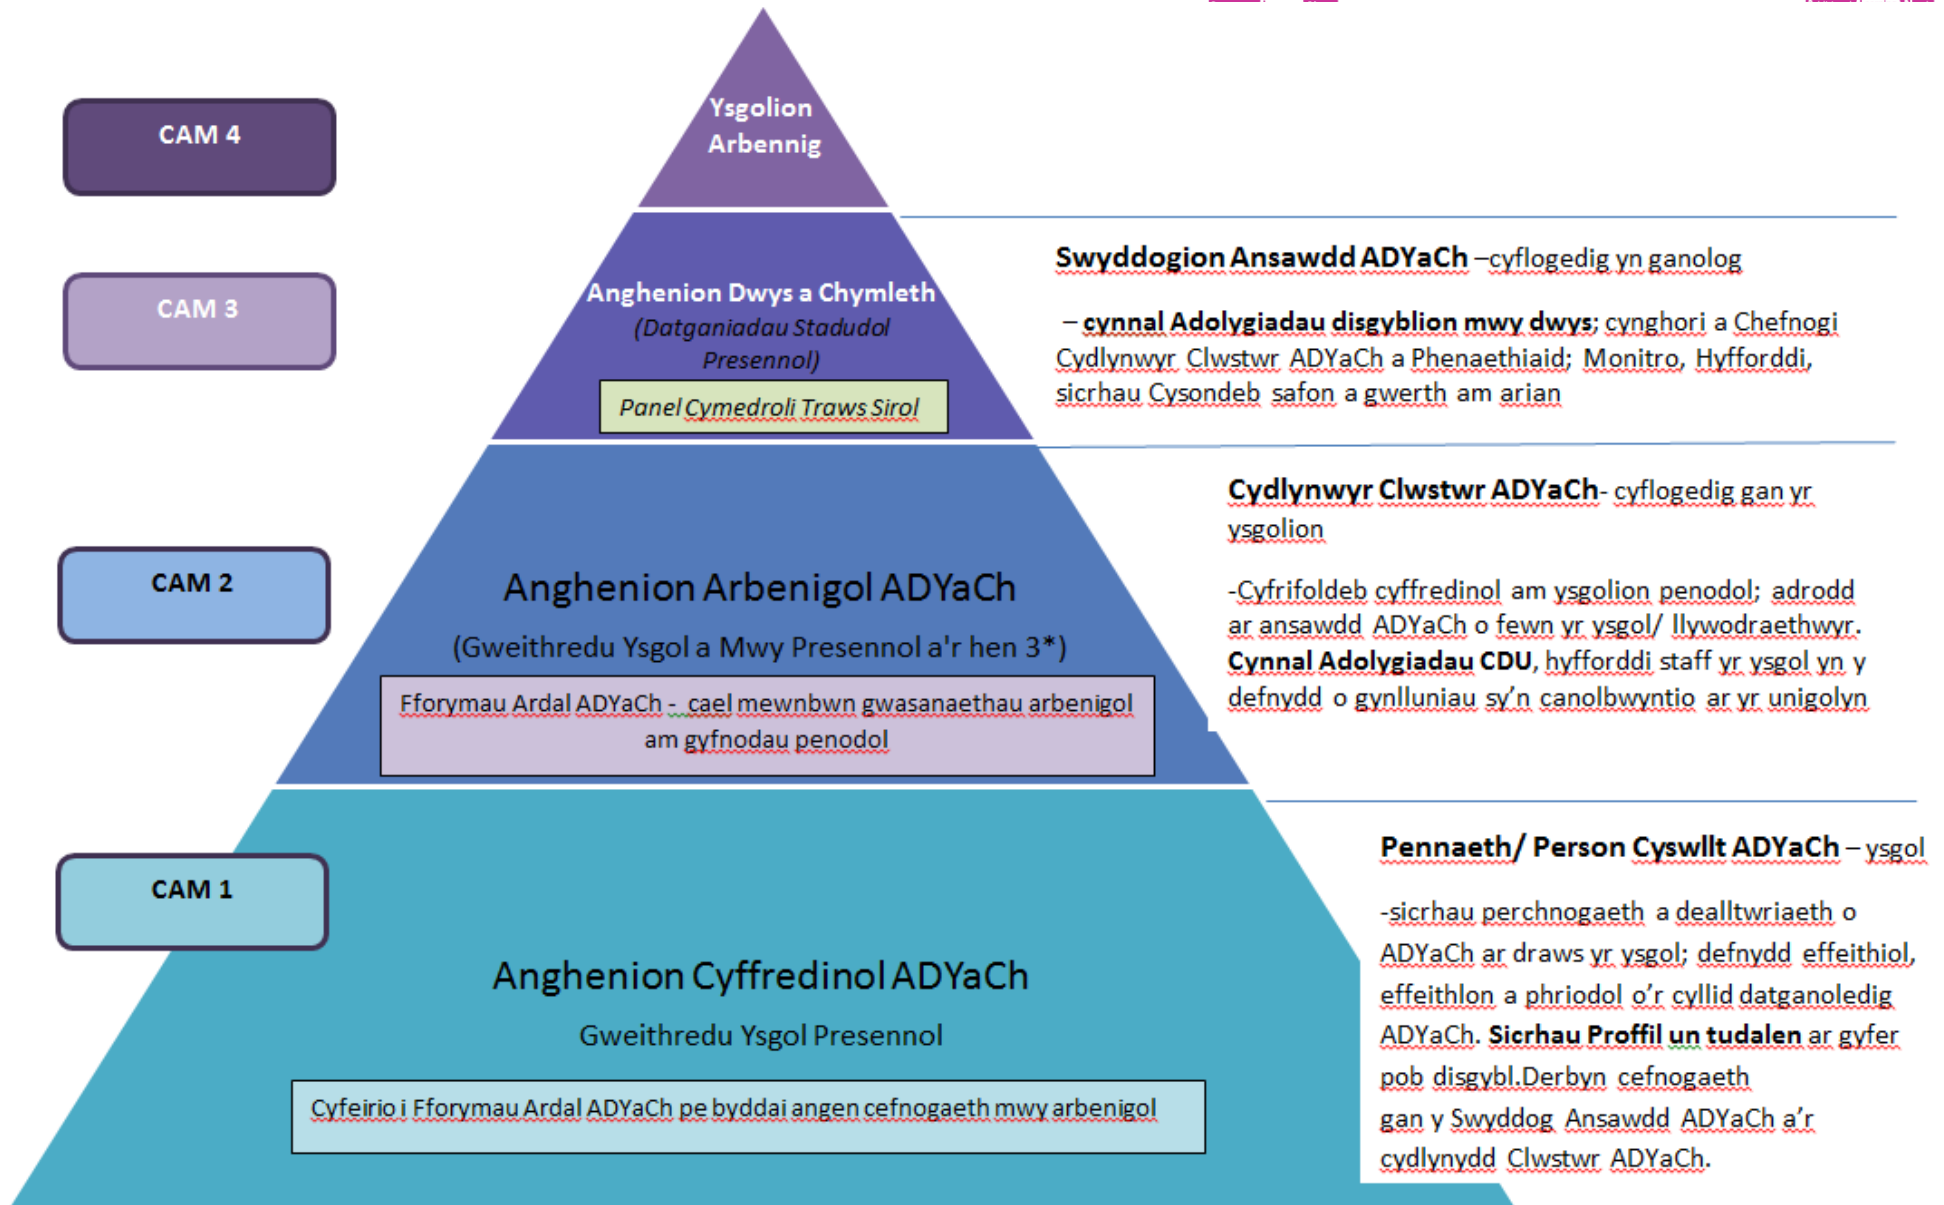 CAM 4
Ysgolion
Arbennig
CAM 3
Anghenion Dwys a Chymleth
(Datganiadau Stadudol
Presennol)
Panel Cymedroli Traws Sirol
Swyddogion Ansawdd ADYaCh –cyflogedig yn ganolog
– cynnal Adolygiadau disgyblion mwy dwys; cynghori a Chefnogi
Cydlynwyr Clwstwr ADYaCh a Phenaethiaid; Monitro, Hyfforddi,
sicrhau Cysondeb safon a gwerth am arian
CAM 2
Anghenion Arbenigol ADYaCh
(Gweithredu Ysgol a Mwy Presennol a'r hen 3*)
Fforymau Ardal ADYaCh - cael mewnbwn gwasanaethau arbenigol
am gyfnodau penodol
Cydlynwyr Clwstwr ADYaCh- cyflogedig gan yr
ysgolion
-Cyfrifoldeb cyffredinol am ysgolion penodol; adrodd
ar ansawdd ADYaCh o fewn yr ysgol/ llywodraethwyr.
Cynnal Adolygiadau CDU, hyfforddi staff yr ysgol yn y
defnydd o gynlluniau sy’n canolbwyntio ar yr unigolyn
CAM 1
Anghenion Cyffredinol ADYaCh
Gweithredu Ysgol Presennol
Cyfeirio i Fforymau Ardal ADYaCh pe byddai angen cefnogaeth mwy arbenigol
Pennaeth/ Person Cyswllt ADYaCh – ysgol
-sicrhau perchnogaeth a dealltwriaeth o
ADYaCh ar draws yr ysgol; defnydd effeithiol,
effeithlon a phriodol o’r cyllid datganoledig
ADYaCh. Sicrhau Proffil un tudalen ar gyfer
pob disgybl.Derbyn cefnogaeth
gan y Swyddog Ansawdd ADYaCh a’r
cydlynydd Clwstwr ADYaCh.